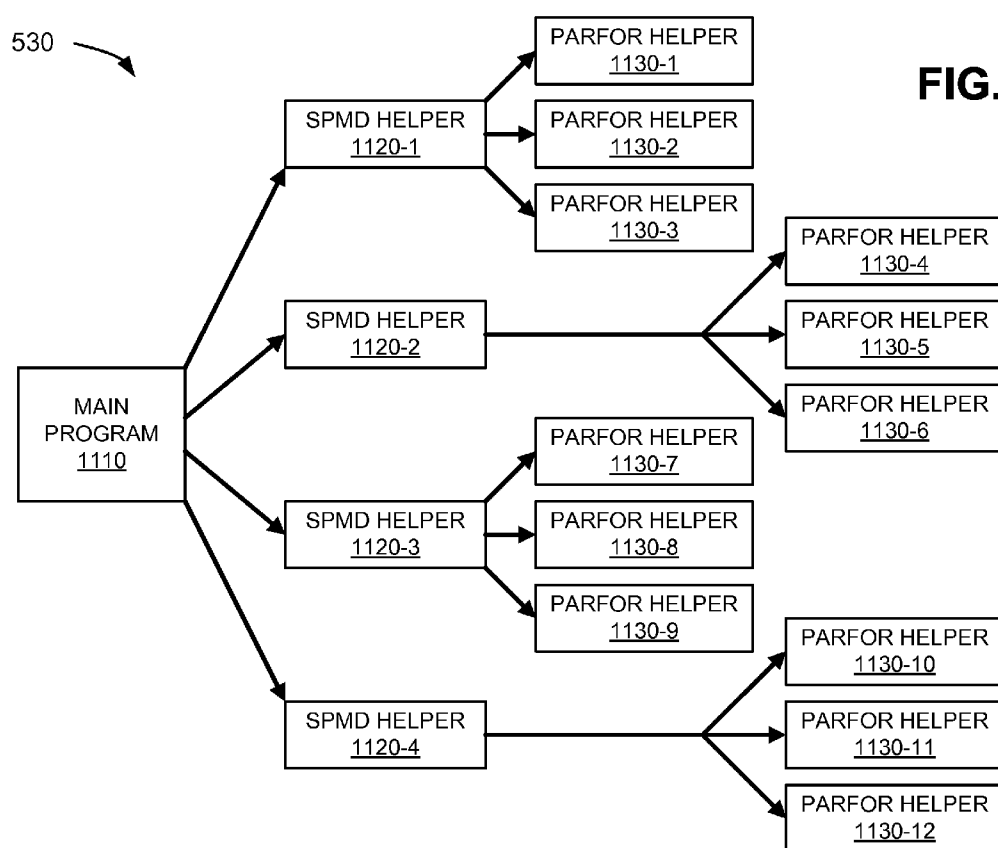 530
FIG.
PARFOR HELPER
1130-1
SPMD HELPER
1120-1
PARFOR HELPER
1130-2
PARFOR HELPER
1130-3
PARFOR HELPER
1130-4
SPMD HELPER
1120-2
PARFOR HELPER
1130-5
PARFOR HELPER
1130-6
MAIN
PROGRAM
1110
PARFOR HELPER
1130-7
SPMD HELPER
1120-3
PARFOR HELPER
1130-8
PARFOR HELPER
1130-9
PARFOR HELPER
1130-10
SPMD HELPER
1120-4
PARFOR HELPER
1130-11
PARFOR HELPER
1130-12